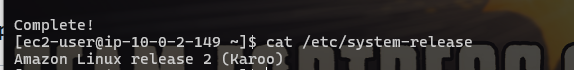 Complete!
[ec2-user@ip-10-0-2-149 ~]$ cat /etc/system-release
Amazon Linux release 2 (Karoo)